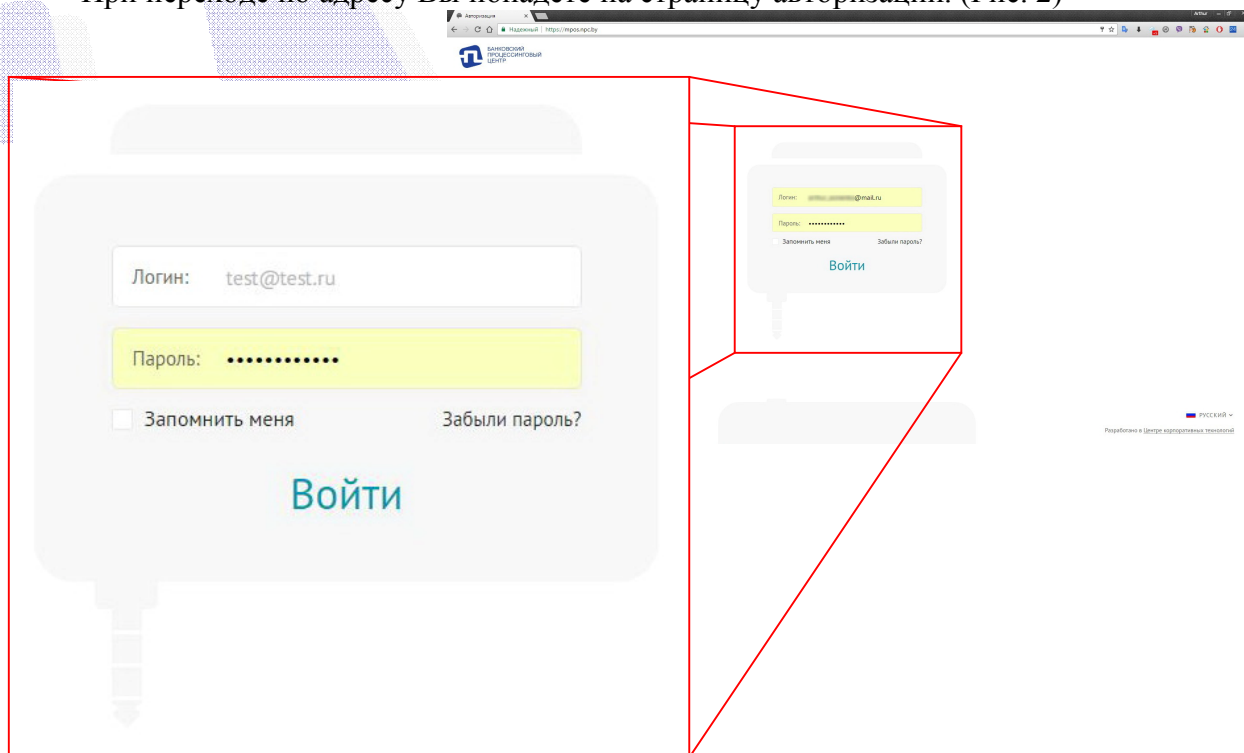 При переходе по адресу Вы попадете на страницу авторизации. (Рис. 2)
Авторизация
Arthur
Надежный https://mpos.npc.by
БАНКОВСКИЙ
ПРОЦЕССИНГОВЫЙ
ЦЕНТР
Логин: test@test.ru
Пароль: ••••••••••••
Запомнить меня Забыли пароль?
Войти
Логин: @mail.ru
Пароль: ••••••••••••
Запомнить меня Забыли пароль?
Войти
РУССКИЙ
Разработано в Центре корпоративных технологий